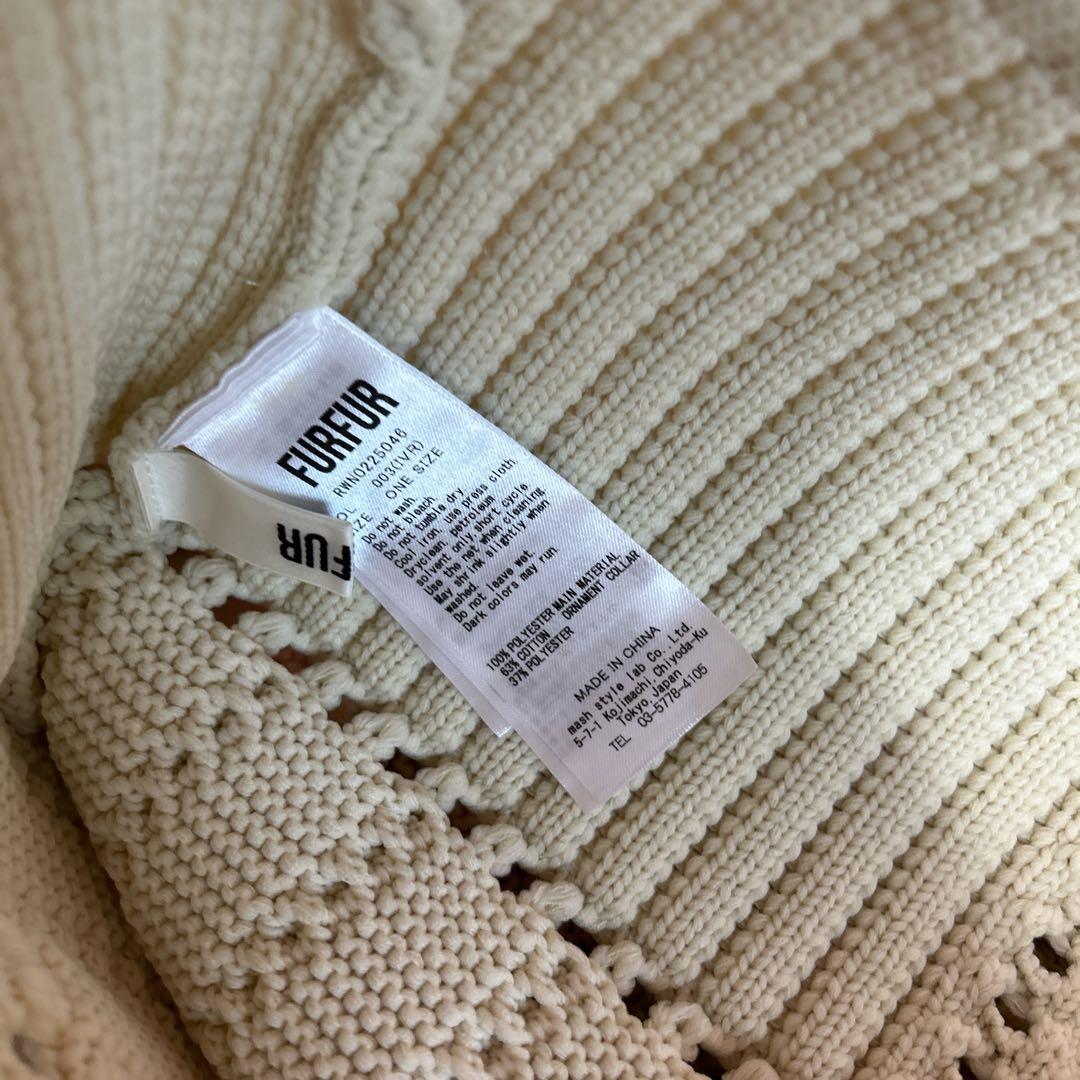 FURFUR
RWNO225046
OL 003(IVR)
ZE ONE SIZE
Do not wash.
Do not bleach.
Do not tumble dry.
Cool iron, use press cloth.
Dryclean, petroleum
solvent only,short cycle.
Use the net when cleaning.
May shrink slightly when
washed.
Do not leave wet.
Dark colors may run.
100% POLYESTER MAIN MATERIAL
63% COTTON ORNAMENT COLLAR
37% POLYESTER
MADE IN CHINA
mash style lab Co., Ltd.
5-7-1 Kojimachi,Chiyoda-Ku
Tokyo,Japan
TEL 03-5778-4105
FUR